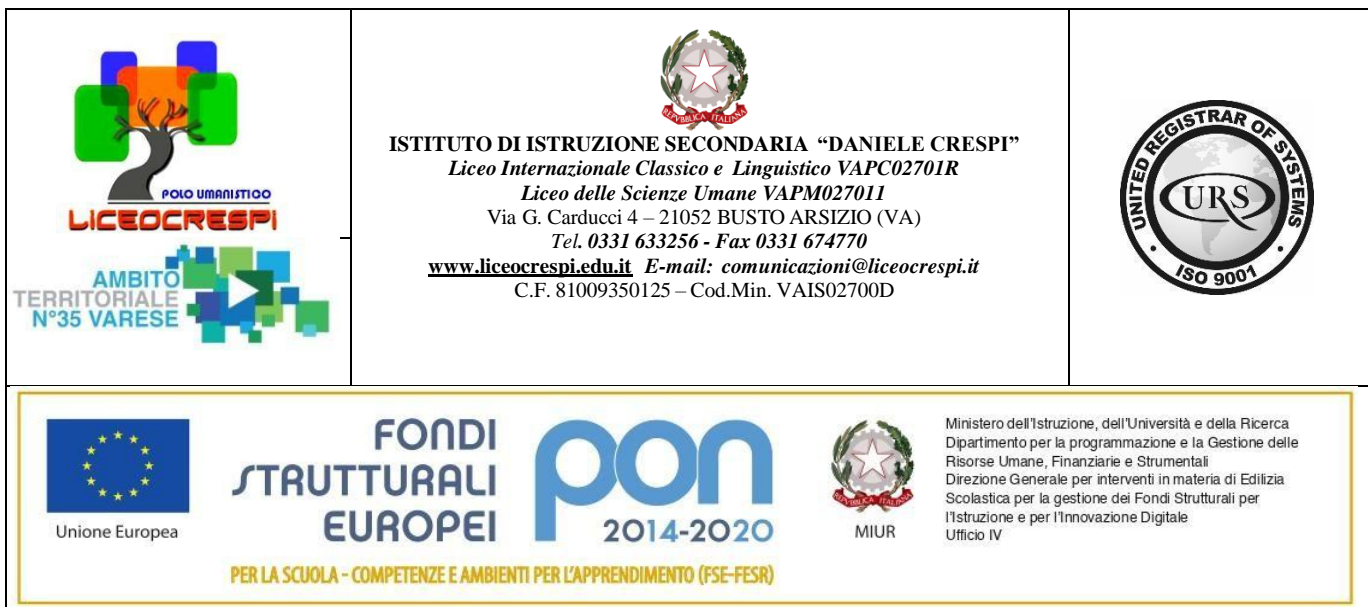 POLO UMANISTICO
LICEOCRESPI
AMBITO
TERRITORIALE
N°35 VARESE
REPVBBLICA ITALIANA
ISTITUTO DI ISTRUZIONE SECONDARIA “DANIELE CRESPI”
Liceo Internazionale Classico e Linguistico VAPC02701R
Liceo delle Scienze Umane VAPM027011
Via G. Carducci 4 – 21052 BUSTO ARSIZIO (VA)
Tel. 0331 633256 - Fax 0331 674770
www.liceocrespi.edu.it E-mail: comunicazioni@liceocrespi.it
C.F. 81009350125 – Cod.Min. VAIS02700D
UNITED REGISTRAR OF SYSTEMS
URS
ISO 9001
Unione Europea
FONDI
STRUTTURALI
EUROPEI
pon
2014-2020
PER LA SCUOLA - COMPETENZE E AMBIENTI PER L'APPRENDIMENTO (FSE-FESR)
REPVBBLICA ITALIANA
MIUR
Ministero dell'Istruzione, dell'Università e della Ricerca
Dipartimento per la programmazione e la Gestione delle
Risorse Umane, Finanziarie e Strumentali
Direzione Generale per interventi in materia di Edilizia
Scolastica per la gestione dei Fondi Strutturali per
l'Istruzione e per l'Innovazione Digitale
Ufficio IV